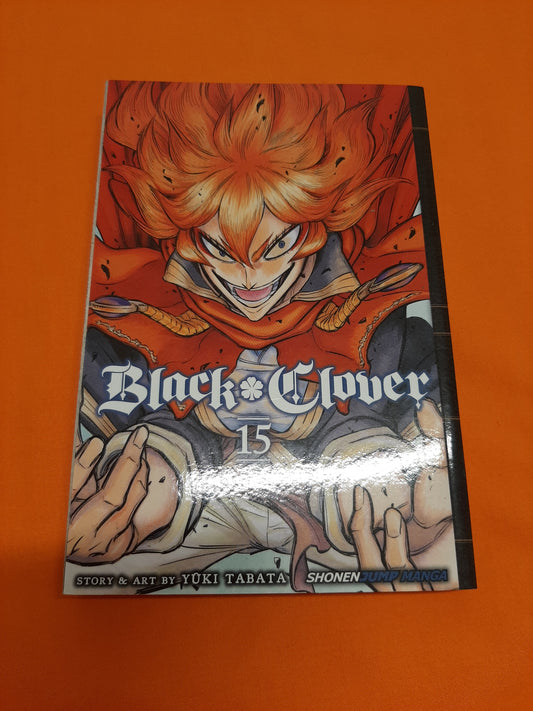 Black Clover
15
STORY & ART BY YŪKI TABATA
SHONEN JUMP MANGA